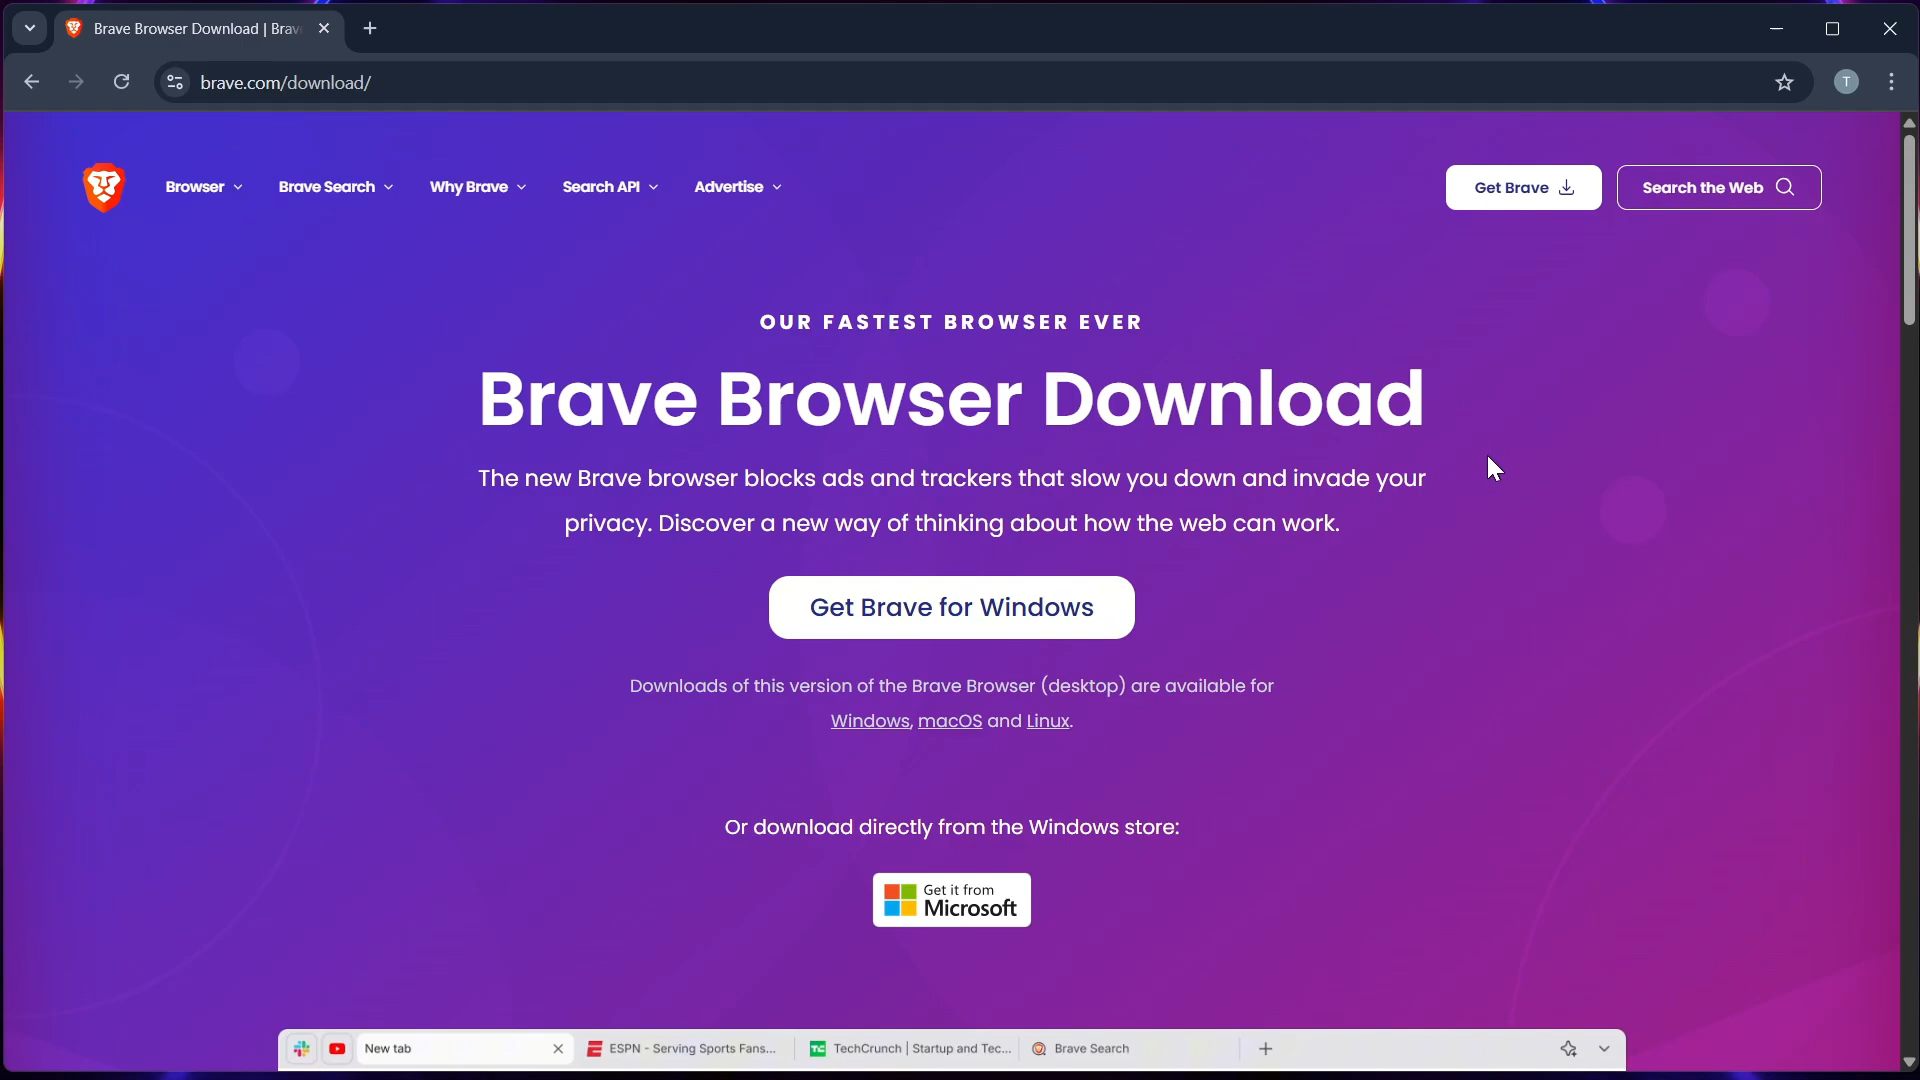 Brave Browser Download | Brav
brave.com/download/
T
Browser
Brave Search
Why Brave
Search API
Advertise
Get Brave
Search the Web
OUR FASTEST BROWSER EVER
Brave Browser Download
The new Brave browser blocks ads and trackers that slow you down and invade your
privacy. Discover a new way of thinking about how the web can work.
Get Brave for Windows
Downloads of this version of the Brave Browser (desktop) are available for
Windows, macOS and Linux.
Or download directly from the Windows store:
Get it from
Microsoft
New tab
ESPN - Serving Sports Fans...
TechCrunch | Startup and Tec...
Brave Search